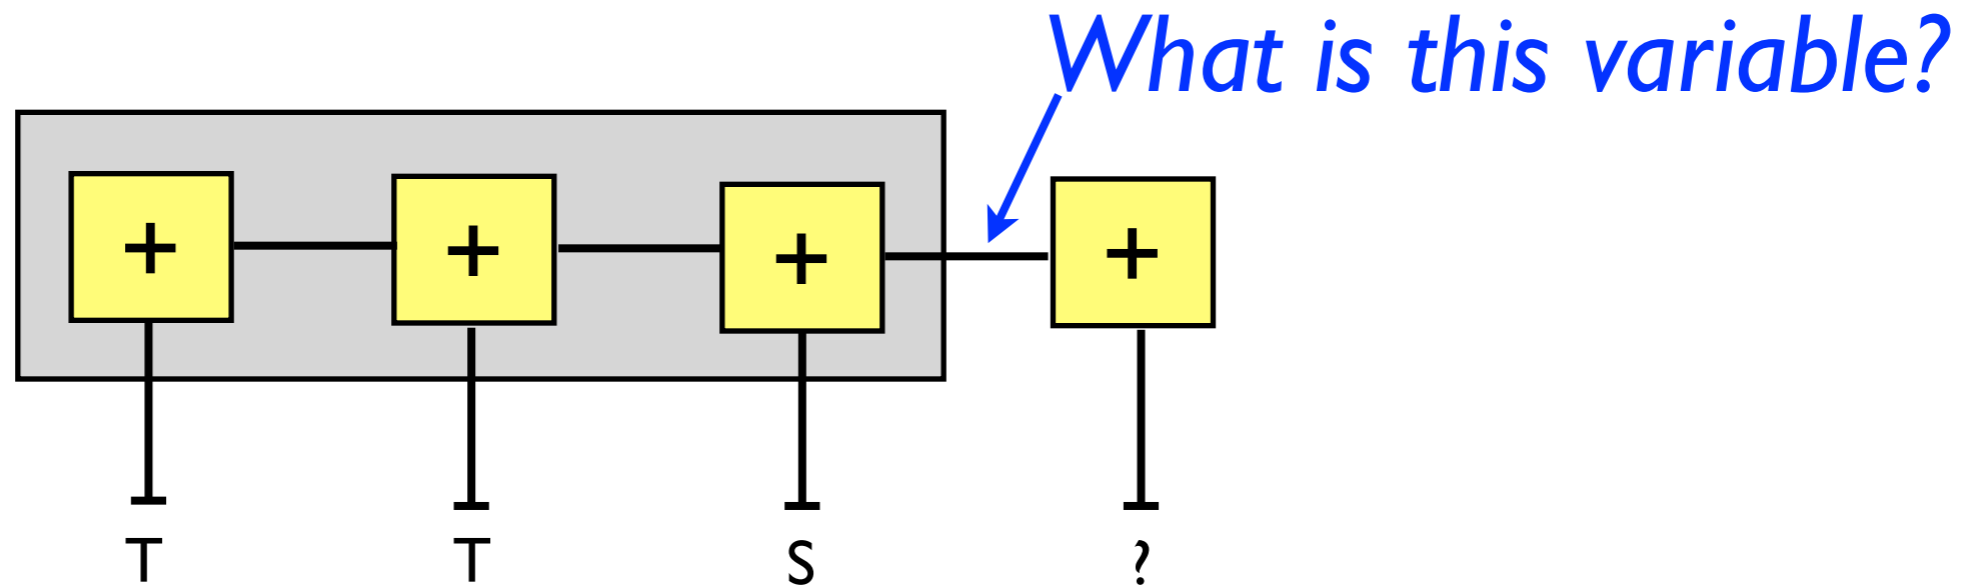 What is this variable?
+ + + +
T T S ?